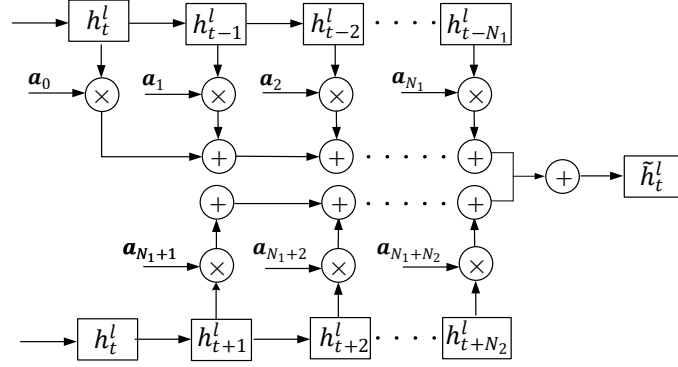 h_t^l h_{t−1}^l h_{t−2}^l · · · · h_{t−N_1}^l
a_0 × a_1 × a_2 × a_{N_1} ×
+ + · · · · · +
+ h̃_t^l
+ + · · · · · +
a_{N_1+1} × a_{N_1+2} × a_{N_1+N_2} ×
h_t^l h_{t+1}^l h_{t+2}^l · · · · h_{t+N_2}^l